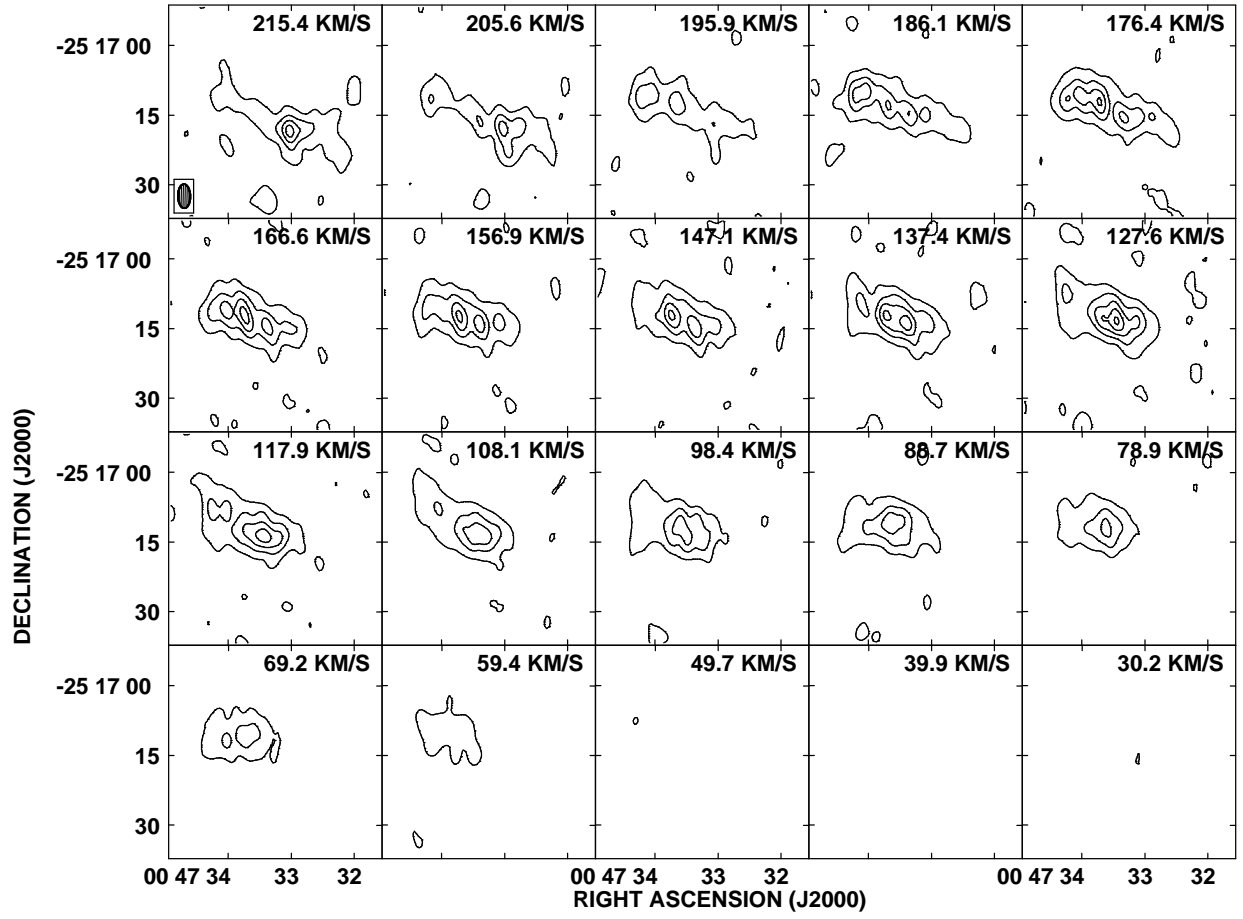 215.4 KM/S
205.6 KM/S
195.9 KM/S
186.1 KM/S
176.4 KM/S
-25 17 00
15
30
166.6 KM/S
156.9 KM/S
147.1 KM/S
137.4 KM/S
127.6 KM/S
-25 17 00
15
30
117.9 KM/S
108.1 KM/S
98.4 KM/S
88.7 KM/S
78.9 KM/S
-25 17 00
15
30
69.2 KM/S
59.4 KM/S
49.7 KM/S
39.9 KM/S
30.2 KM/S
-25 17 00
15
30
DECLINATION (J2000)
00 47 34 33 32
00 47 34 33 32
00 47 34 33 32
RIGHT ASCENSION (J2000)